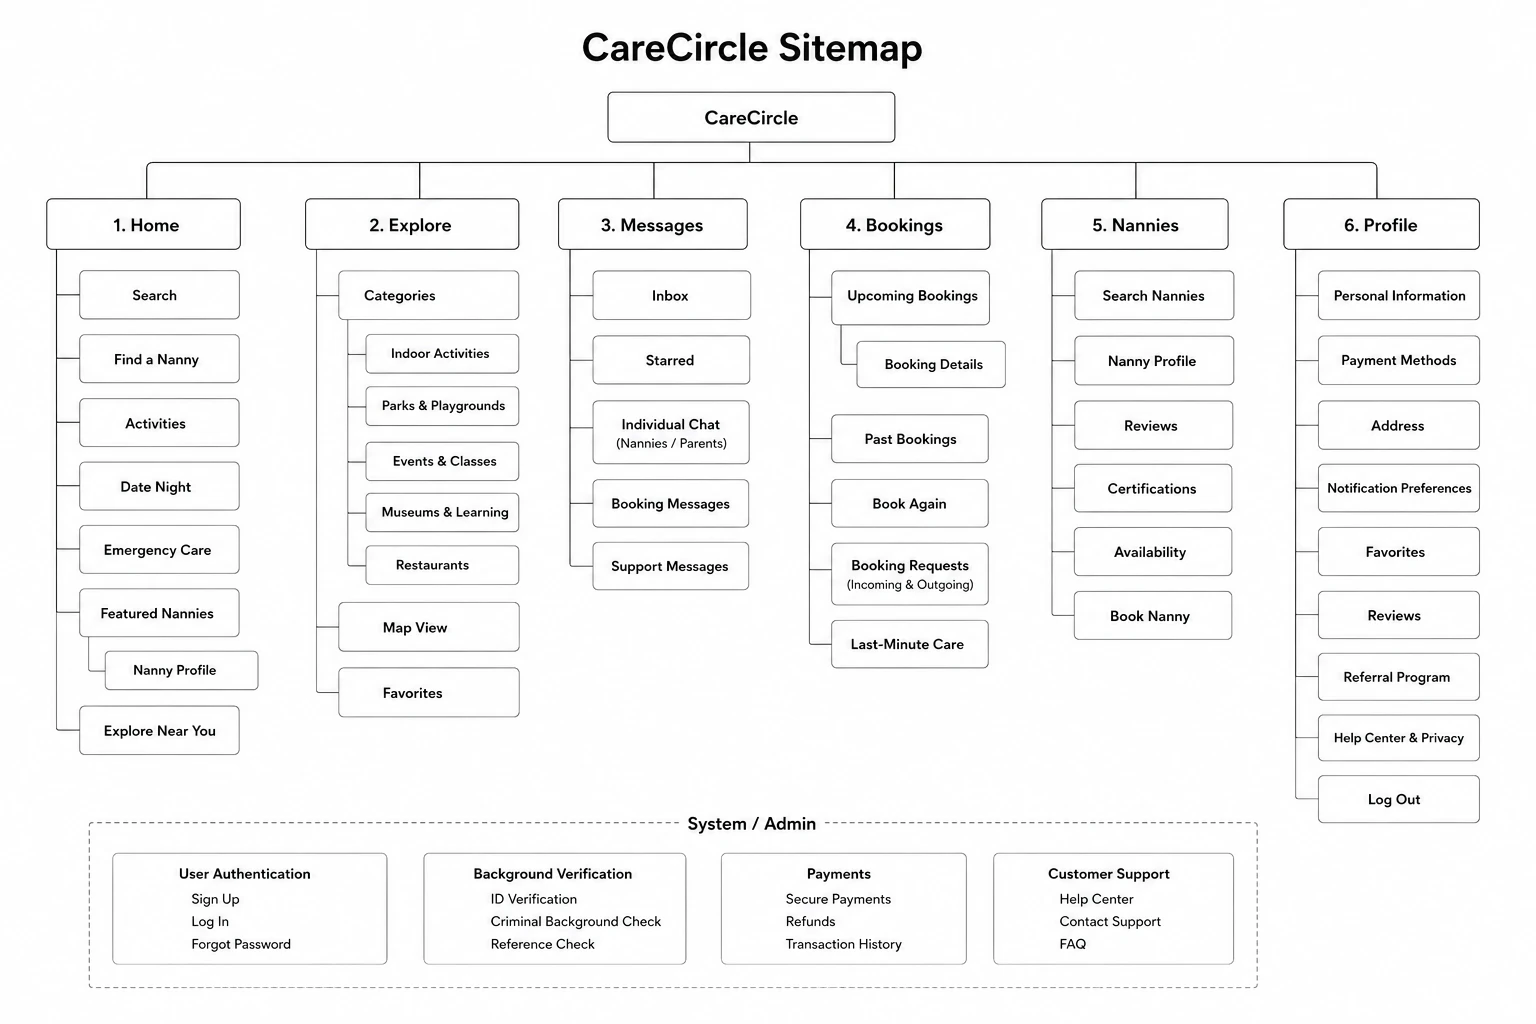 CareCircle Sitemap
CareCircle
1. Home
Search
Find a Nanny
Activities
Date Night
Emergency Care
Featured Nannies
Nanny Profile
Explore Near You
2. Explore
Categories
Indoor Activities
Parks & Playgrounds
Events & Classes
Museums & Learning
Restaurants
Map View
Favorites
3. Messages
Inbox
Starred
Individual Chat
(Nannies / Parents)
Booking Messages
Support Messages
4. Bookings
Upcoming Bookings
Booking Details
Past Bookings
Book Again
Booking Requests
(Incoming & Outgoing)
Last-Minute Care
5. Nannies
Search Nannies
Nanny Profile
Reviews
Certifications
Availability
Book Nanny
6. Profile
Personal Information
Payment Methods
Address
Notification Preferences
Favorites
Reviews
Referral Program
Help Center & Privacy
Log Out
System / Admin
User Authentication
Sign Up
Log In
Forgot Password
Background Verification
ID Verification
Criminal Background Check
Reference Check
Payments
Secure Payments
Refunds
Transaction History
Customer Support
Help Center
Contact Support
FAQ